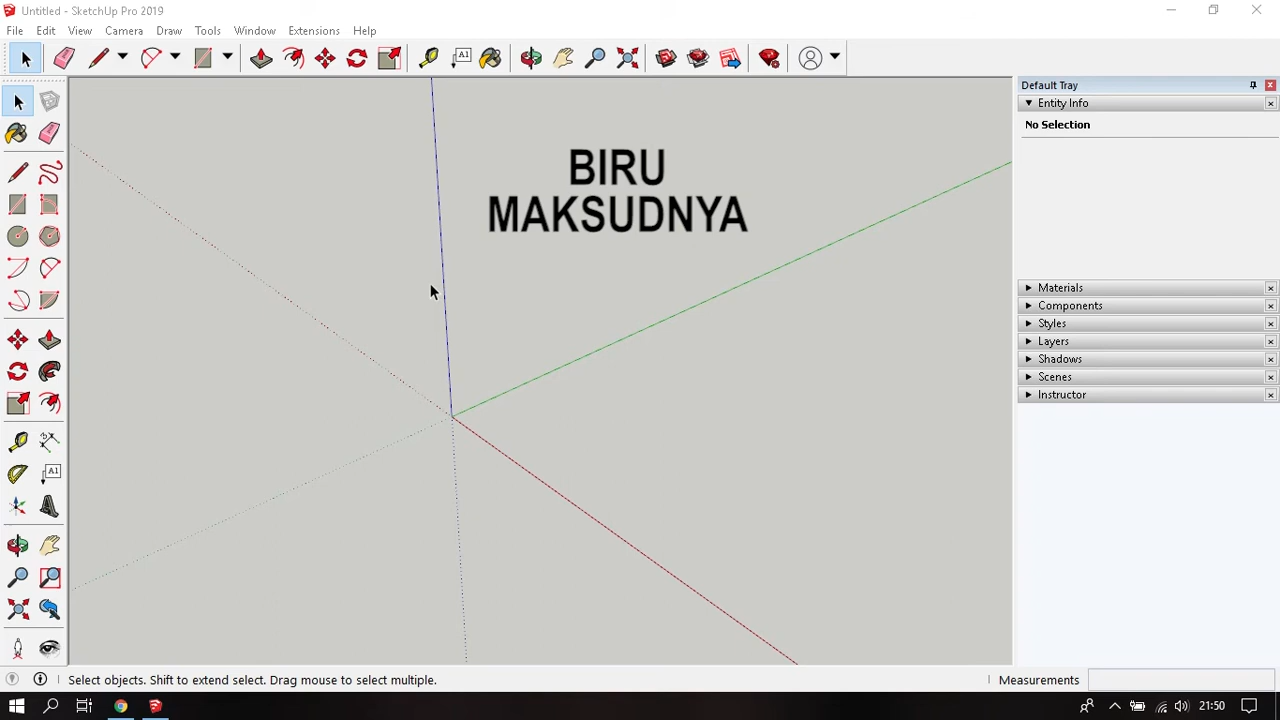 Untitled - SketchUp Pro 2019
File Edit View Camera Draw Tools Window Extensions Help
A1
Default Tray
Entity Info
No Selection
BIRU
MAKSUDNYA
Materials
Components
Styles
Layers
Shadows
Scenes
Instructor
A1
Select objects. Shift to extend select. Drag mouse to select multiple.
Measurements
21:50